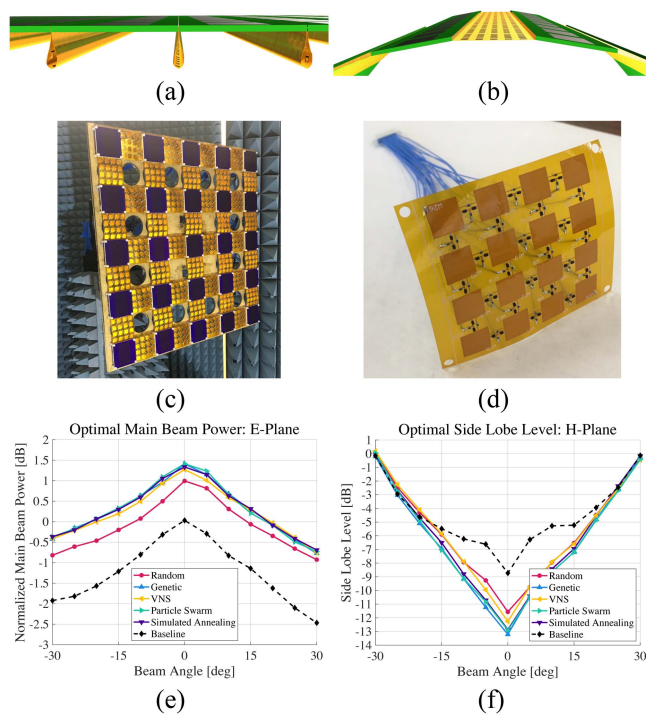 (a)
(b)
(c)
(d)
Optimal Main Beam Power: E-Plane
Normalized Main Beam Power [dB]
2
1.5
1
0.5
0
-0.5
-1
-1.5
-2
-2.5
-3
-30
-15
0
15
30
Beam Angle [deg]
Random
Genetic
VNS
Particle Swarm
Simulated Annealing
Baseline
(e)
Optimal Side Lobe Level: H-Plane
Side Lobe Level [dB]
1
0
-1
-2
-3
-4
-5
-6
-7
-8
-9
-10
-11
-12
-13
-14
-30
-15
0
15
30
Beam Angle [deg]
Random
Genetic
VNS
Particle Swarm
Simulated Annealing
Baseline
(f)